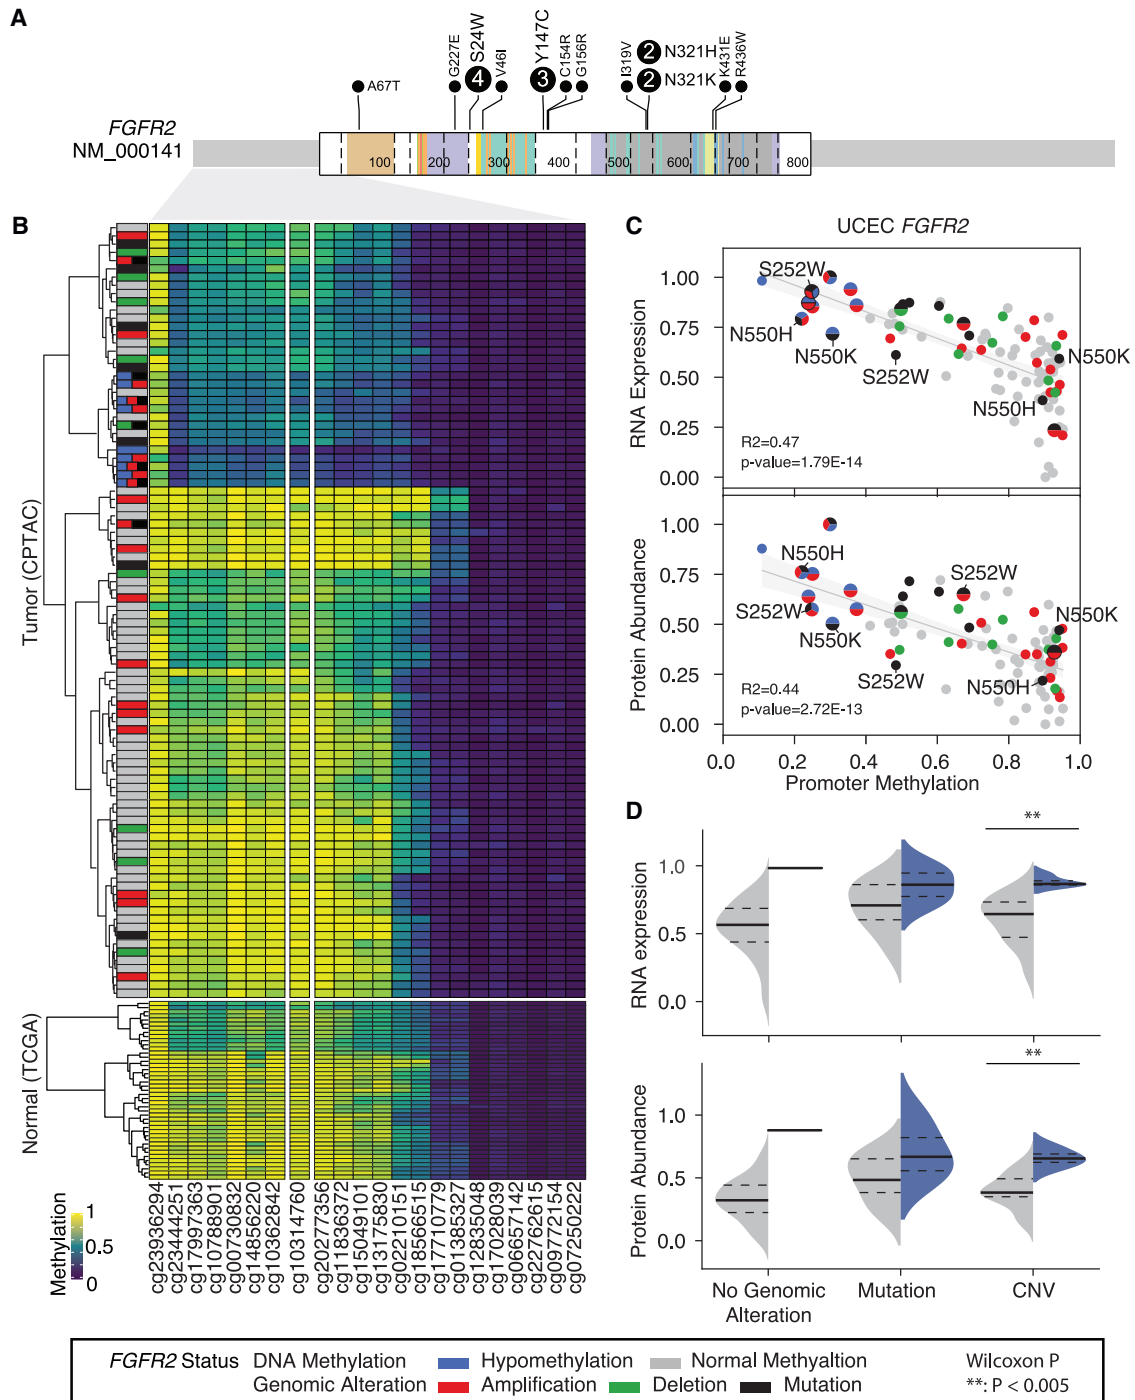 A
A67T
G227E
4 S24W
V46I
3 Y147C
C154R
G156R
I319V
2 N321H
2 N321K
K431E
R436W
FGFR2
NM_000141
100 200 300 400 500 600 700 800
B
Tumor (CPTAC)
Normal (TCGA)
Methylation
1
0.5
0
cg23936294
cg23444251
cg17997363
cg10788901
cg00730832
cg14856220
cg10362842
cg10314760
cg20277356
cg11836372
cg15049101
cg13175830
cg02210151
cg18566515
cg17710779
cg01385327
cg12835048
cg17028039
cg06657142
cg22762615
cg09772154
cg07250222
C
UCEC FGFR2
RNA Expression
1.00
0.75
0.50
0.25
0.00
S252W
N550H
N550K
S252W
N550K
N550H
R2=0.47
p-value=1.79E-14
Protein Abundance
1.00
0.75
0.50
0.25
0.00
N550H
S252W
N550K
S252W
S252W
N550K
N550H
R2=0.44
p-value=2.72E-13
0.0 0.2 0.4 0.6 0.8 1.0
Promoter Methylation
D
RNA expression
1.0
0.5
0.0
**
Protein Abundance
1.0
0.5
0.0
**
No Genomic
Alteration
Mutation
CNV
FGFR2 Status DNA Methylation Hypomethylation Normal Methyaltion Wilcoxon P
Genomic Alteration Amplification Deletion Mutation **: P < 0.005